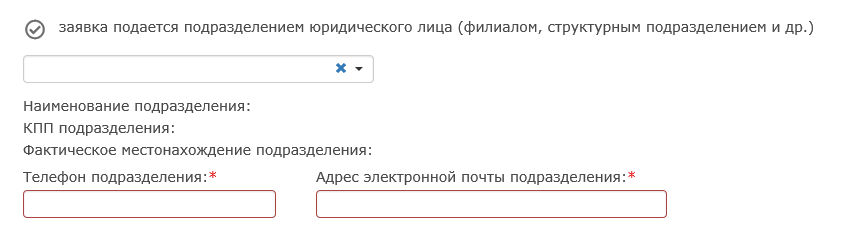 заявка подается подразделением юридического лица (филиалом, структурным подразделением и др.)
Наименование подразделения:
КПП подразделения:
Фактическое местонахождение подразделения:
Телефон подразделения:* Адрес электронной почты подразделения:*